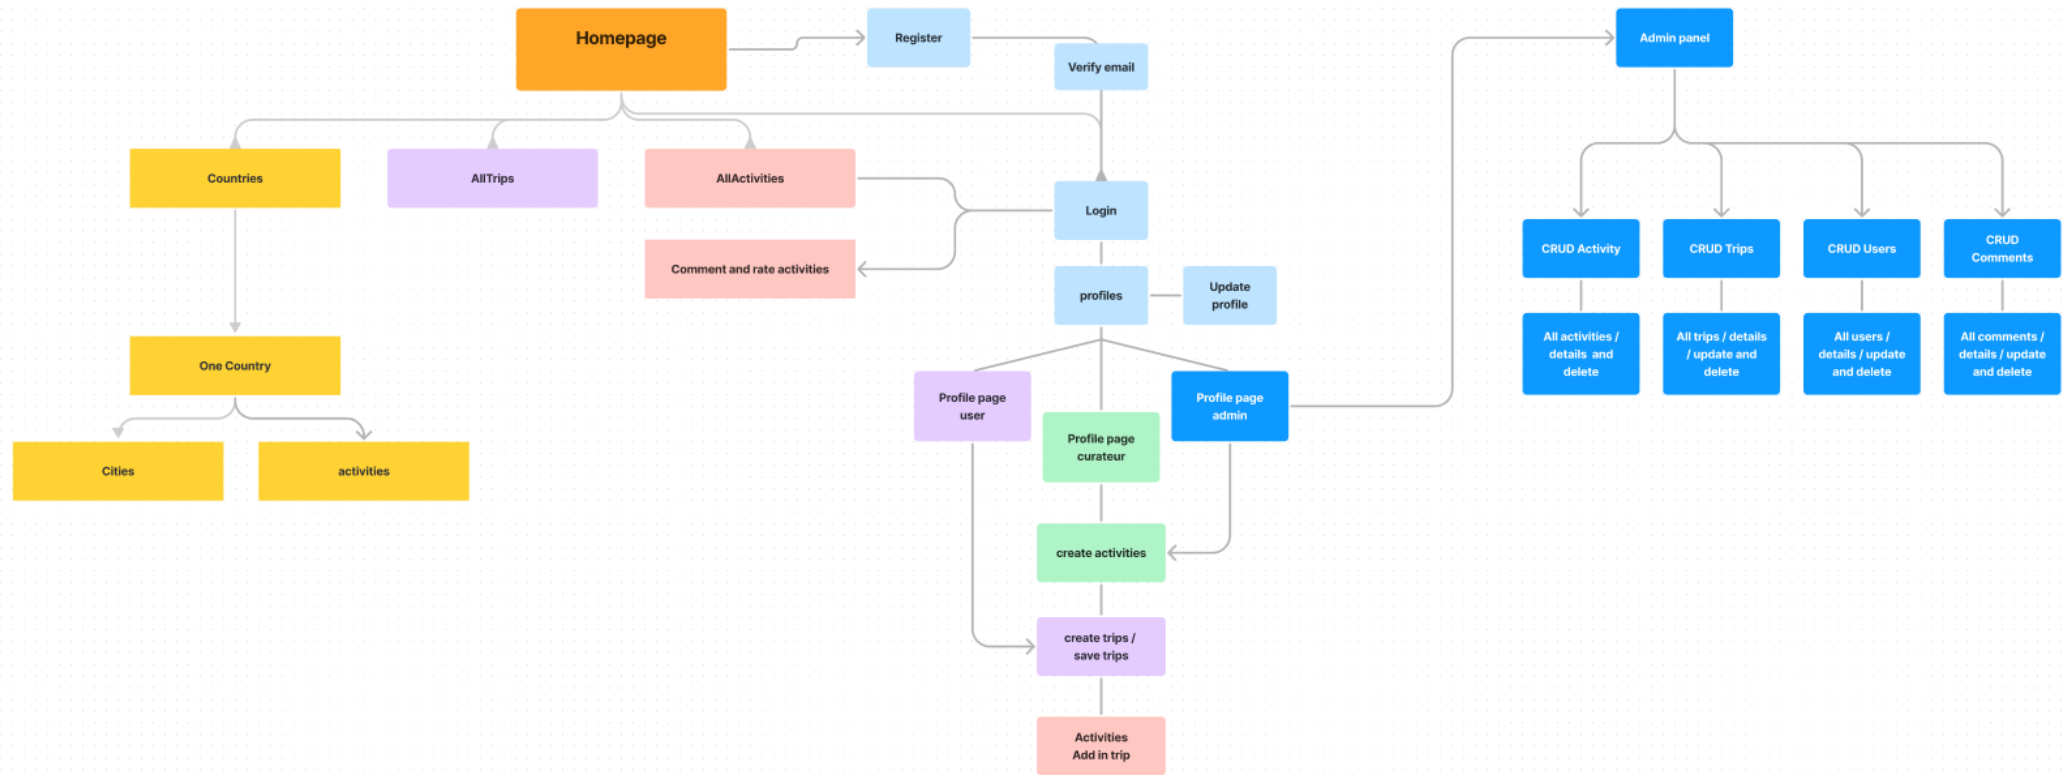 Homepage
Register
Verify email
Admin panel
Countries
AllTrips
AllActivities
Login
Comment and rate activities
profiles
Update
profile
CRUD Activity
CRUD Trips
CRUD Users
CRUD
Comments
All activities /
details and
delete
All trips / details
/ update and
delete
All users /
details / update
and delete
All comments /
details / update
and delete
One Country
Cities
activities
Profile page
user
Profile page
curateur
Profile page
admin
create activities
create trips /
save trips
Activities
Add in trip